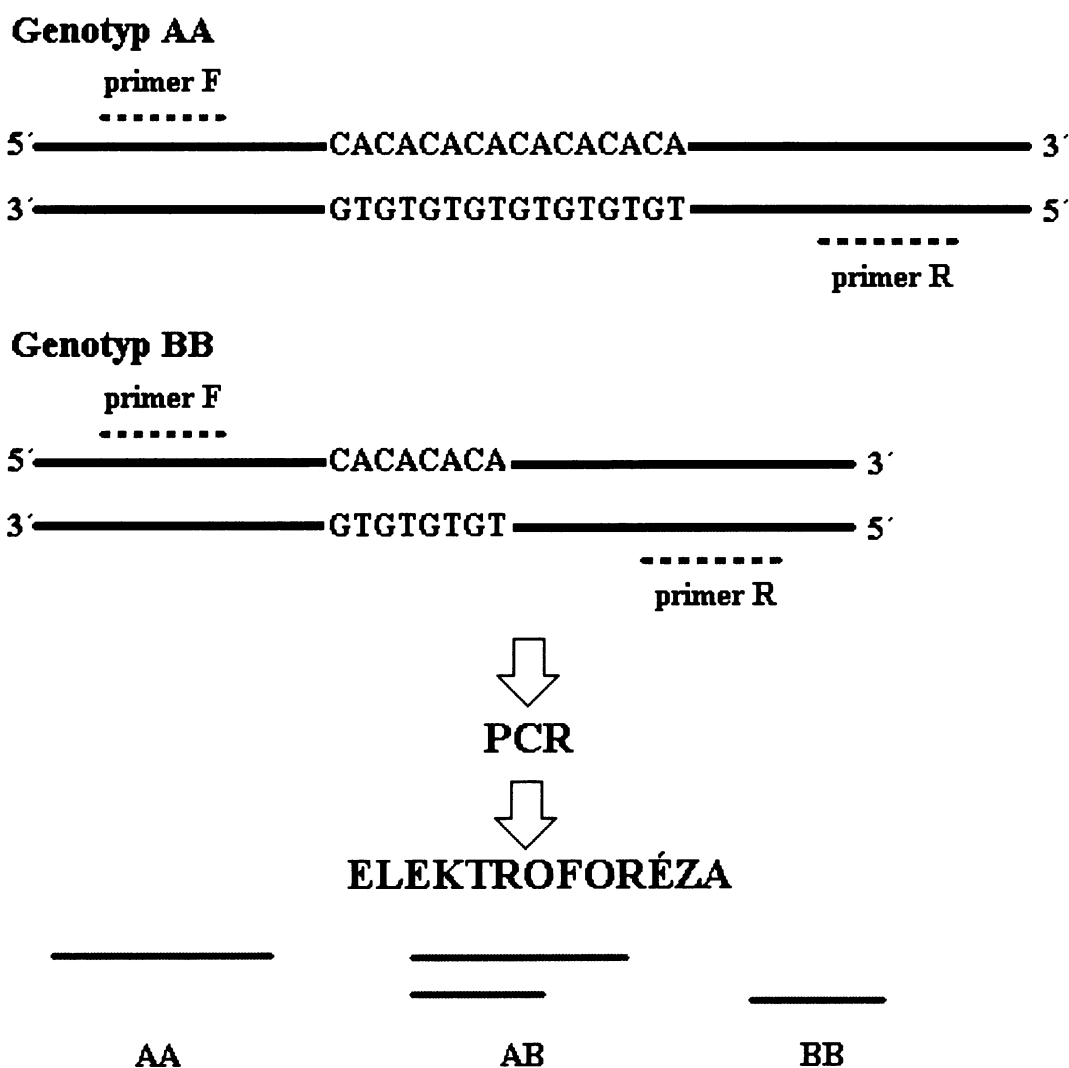 Genotyp AA
primer F
5´ CACACACACACACACA 3´
3´ GTGTGTGTGTGTGTGT 5´
primer R
Genotyp BB
primer F
5´ CACACACA 3´
3´ GTGTGTGT 5´
primer R
PCR
ELEKTROFORÉZA
AA AB BB